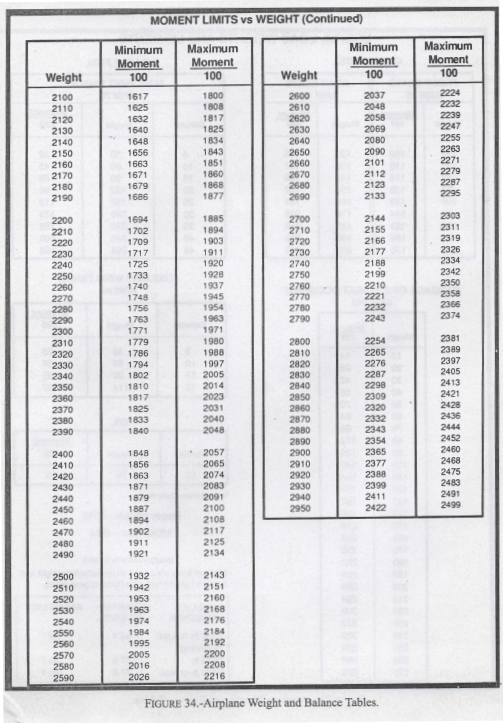 MOMENT LIMITS vs WEIGHT (Continued)
Weight Minimum Moment 100 Maximum Moment 100
2100 1617 1800
2110 1625 1808
2120 1632 1817
2130 1640 1825
2140 1648 1834
2150 1656 1843
2160 1663 1851
2170 1671 1860
2180 1679 1868
2190 1686 1877
2200 1694 1885
2210 1702 1894
2220 1709 1903
2230 1717 1911
2240 1725 1920
2250 1733 1928
2260 1740 1937
2270 1748 1945
2280 1756 1954
2290 1763 1963
2300 1771 1971
2310 1779 1980
2320 1786 1988
2330 1794 1997
2340 1802 2005
2350 1810 2014
2360 1817 2023
2370 1825 2031
2380 1833 2040
2390 1840 2048
2400 1848 2057
2410 1856 2065
2420 1863 2074
2430 1871 2083
2440 1879 2091
2450 1887 2100
2460 1894 2108
2470 1902 2117
2480 1911 2125
2490 1921 2134
2500 1932 2143
2510 1942 2151
2520 1953 2160
2530 1963 2168
2540 1974 2176
2550 1984 2184
2560 1995 2192
2570 2005 2200
2580 2016 2208
2590 2026 2216
Weight Minimum Moment 100 Maximum Moment 100
2600 2037 2224
2610 2048 2232
2620 2058 2239
2630 2069 2247
2640 2080 2255
2650 2090 2263
2660 2101 2271
2670 2112 2279
2680 2123 2287
2690 2133 2295
2700 2144 2303
2710 2155 2311
2720 2166 2319
2730 2177 2326
2740 2188 2334
2750 2199 2342
2760 2210 2350
2770 2221 2358
2780 2232 2366
2790 2243 2374
2800 2254 2381
2810 2265 2389
2820 2276 2397
2830 2287 2405
2840 2298 2413
2850 2309 2421
2860 2320 2428
2870 2332 2436
2880 2343 2444
2890 2354 2452
2900 2365 2460
2910 2377 2468
2920 2388 2475
2930 2399 2483
2940 2411 2491
2950 2422 2499
FIGURE 34.-Airplane Weight and Balance Tables.